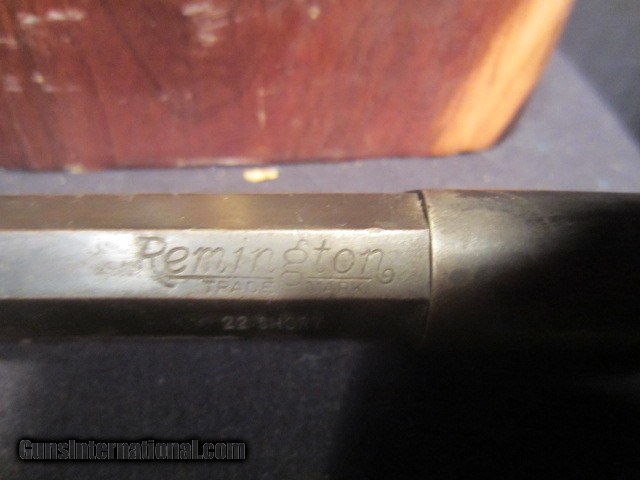 Remington
TRADE MARK
22 SHORT
GunsInternational.com